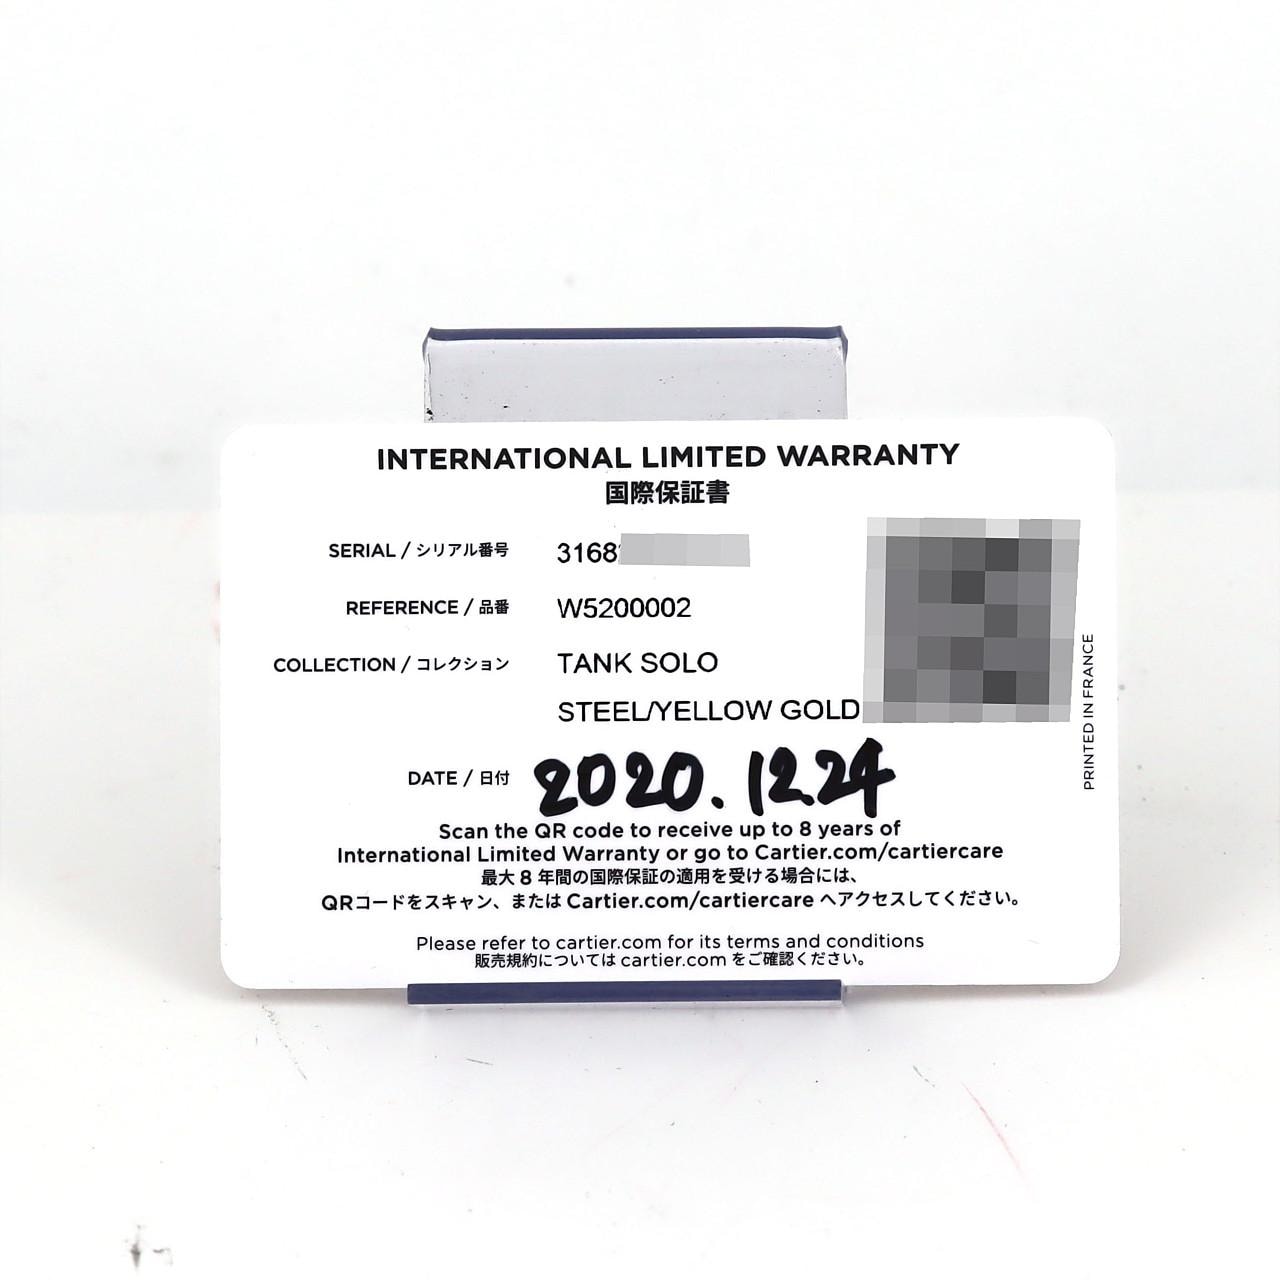 INTERNATIONAL LIMITED WARRANTY
国際保証書
SERIAL / シリアル番号 3168
REFERENCE / 品番 W5200002
COLLECTION / コレクション TANK SOLO
STEEL/YELLOW GOLD
DATE / 日付 2020.12.24
Scan the QR code to receive up to 8 years of
International Limited Warranty or go to Cartier.com/cartiercare
最大 8 年間の国際保証の適用を受ける場合には、
QRコードをスキャン、または Cartier.com/cartiercare へアクセスしてください。
Please refer to cartier.com for its terms and conditions
販売規約については cartier.com をご確認ください。
PRINTED IN FRANCE